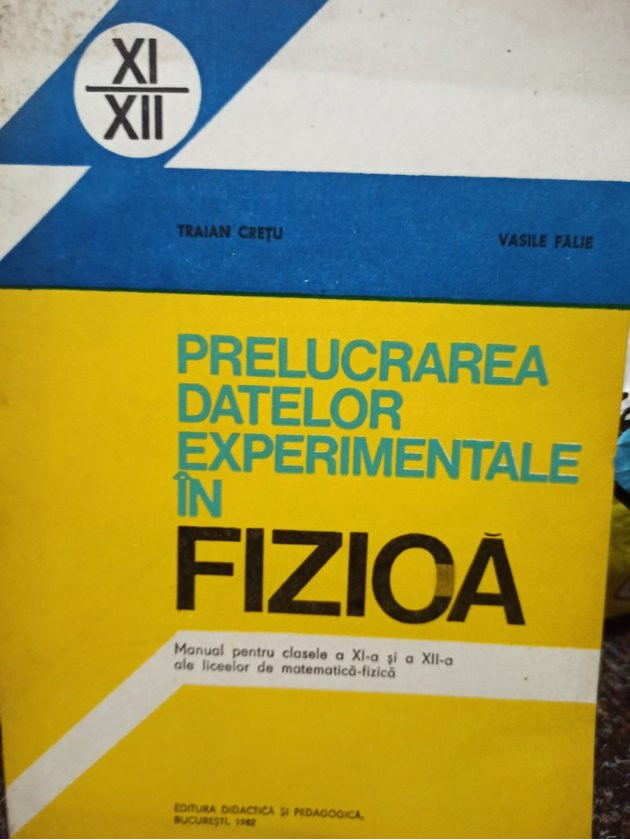 XI
XII
TRAIAN CREȚU
VASILE FĂLIE
PRELUCRAREA
DATELOR
EXPERIMENTALE
ÎN
FIZICĂ
Manual pentru clasele a XI-a și a XII-a
ale liceelor de matematică-fizică
EDITURA DIDACTICĂ ȘI PEDAGOGICĂ,
BUCUREȘTI, 1982